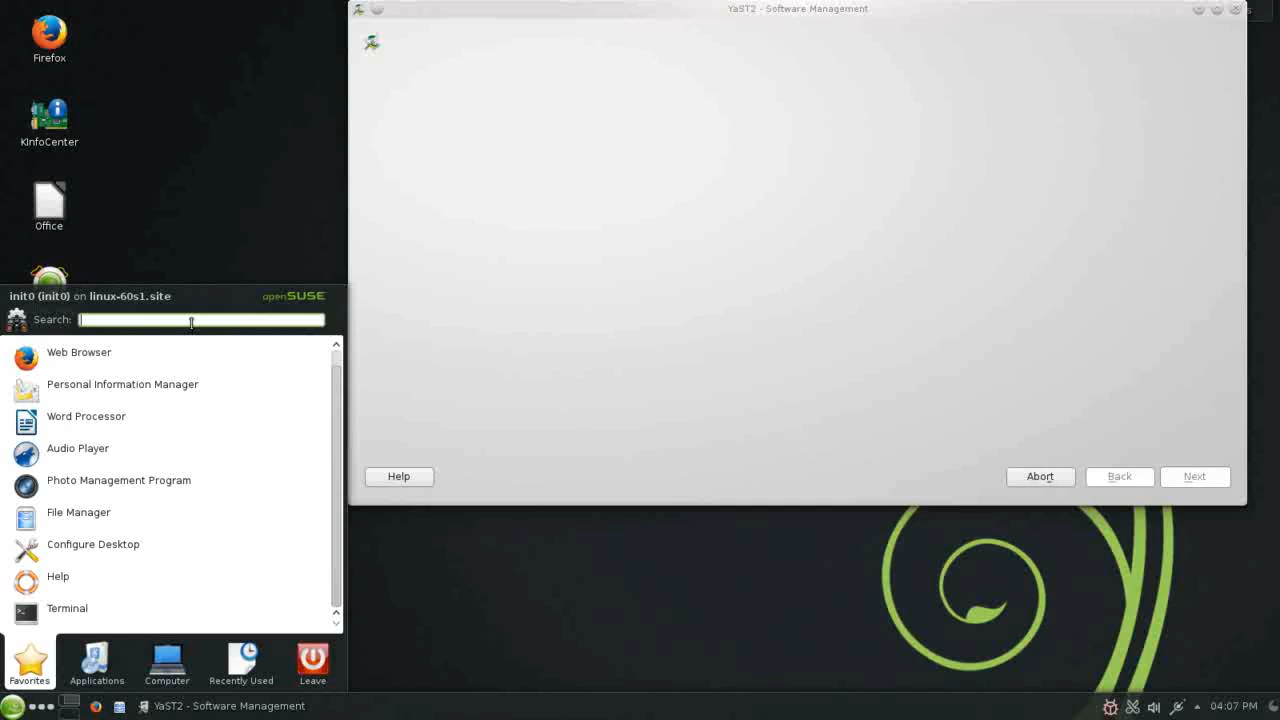 YaST2 - Software Management
Firefox
KInfoCenter
Office
init0 (init0) on linux-60s1.site
openSUSE
Search:
Web Browser
Personal Information Manager
Word Processor
Audio Player
Photo Management Program
File Manager
Configure Desktop
Help
Terminal
Help
Abort
Back
Next
Favorites
Applications
Computer
Recently Used
Leave
YaST2 - Software Management
04:07 PM